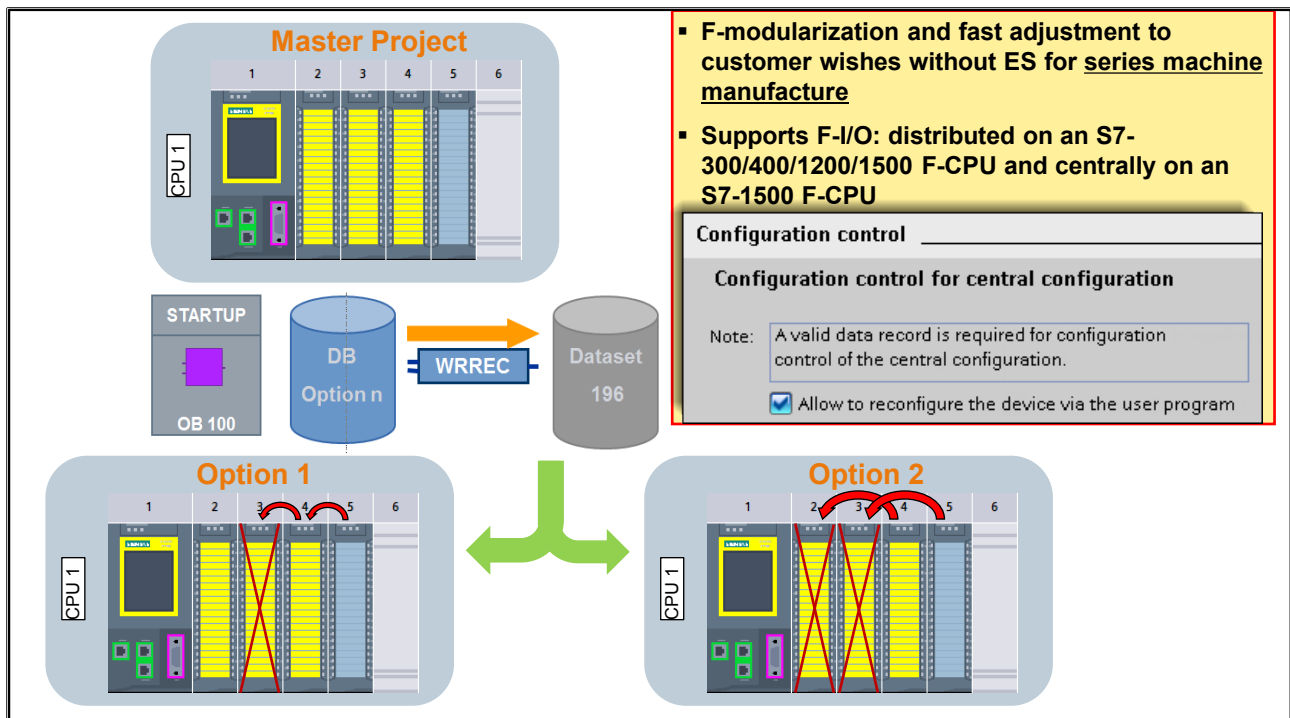 Master Project
1 2 3 4 5 6
SIEMENS
CPU 1
▪ F-modularization and fast adjustment to
customer wishes without ES for series machine
manufacture
▪ Supports F-I/O: distributed on an S7-
300/400/1200/1500 F-CPU and centrally on an
S7-1500 F-CPU
Configuration control
Configuration control for central configuration
Note: A valid data record is required for configuration
control of the central configuration.
Allow to reconfigure the device via the user program
STARTUP
OB 100
DB
Option n
WRREC
Dataset
196
Option 1
1 2 3 4 5 6
SIEMENS
CPU 1
Option 2
1 2 3 4 5 6
SIEMENS
CPU 1